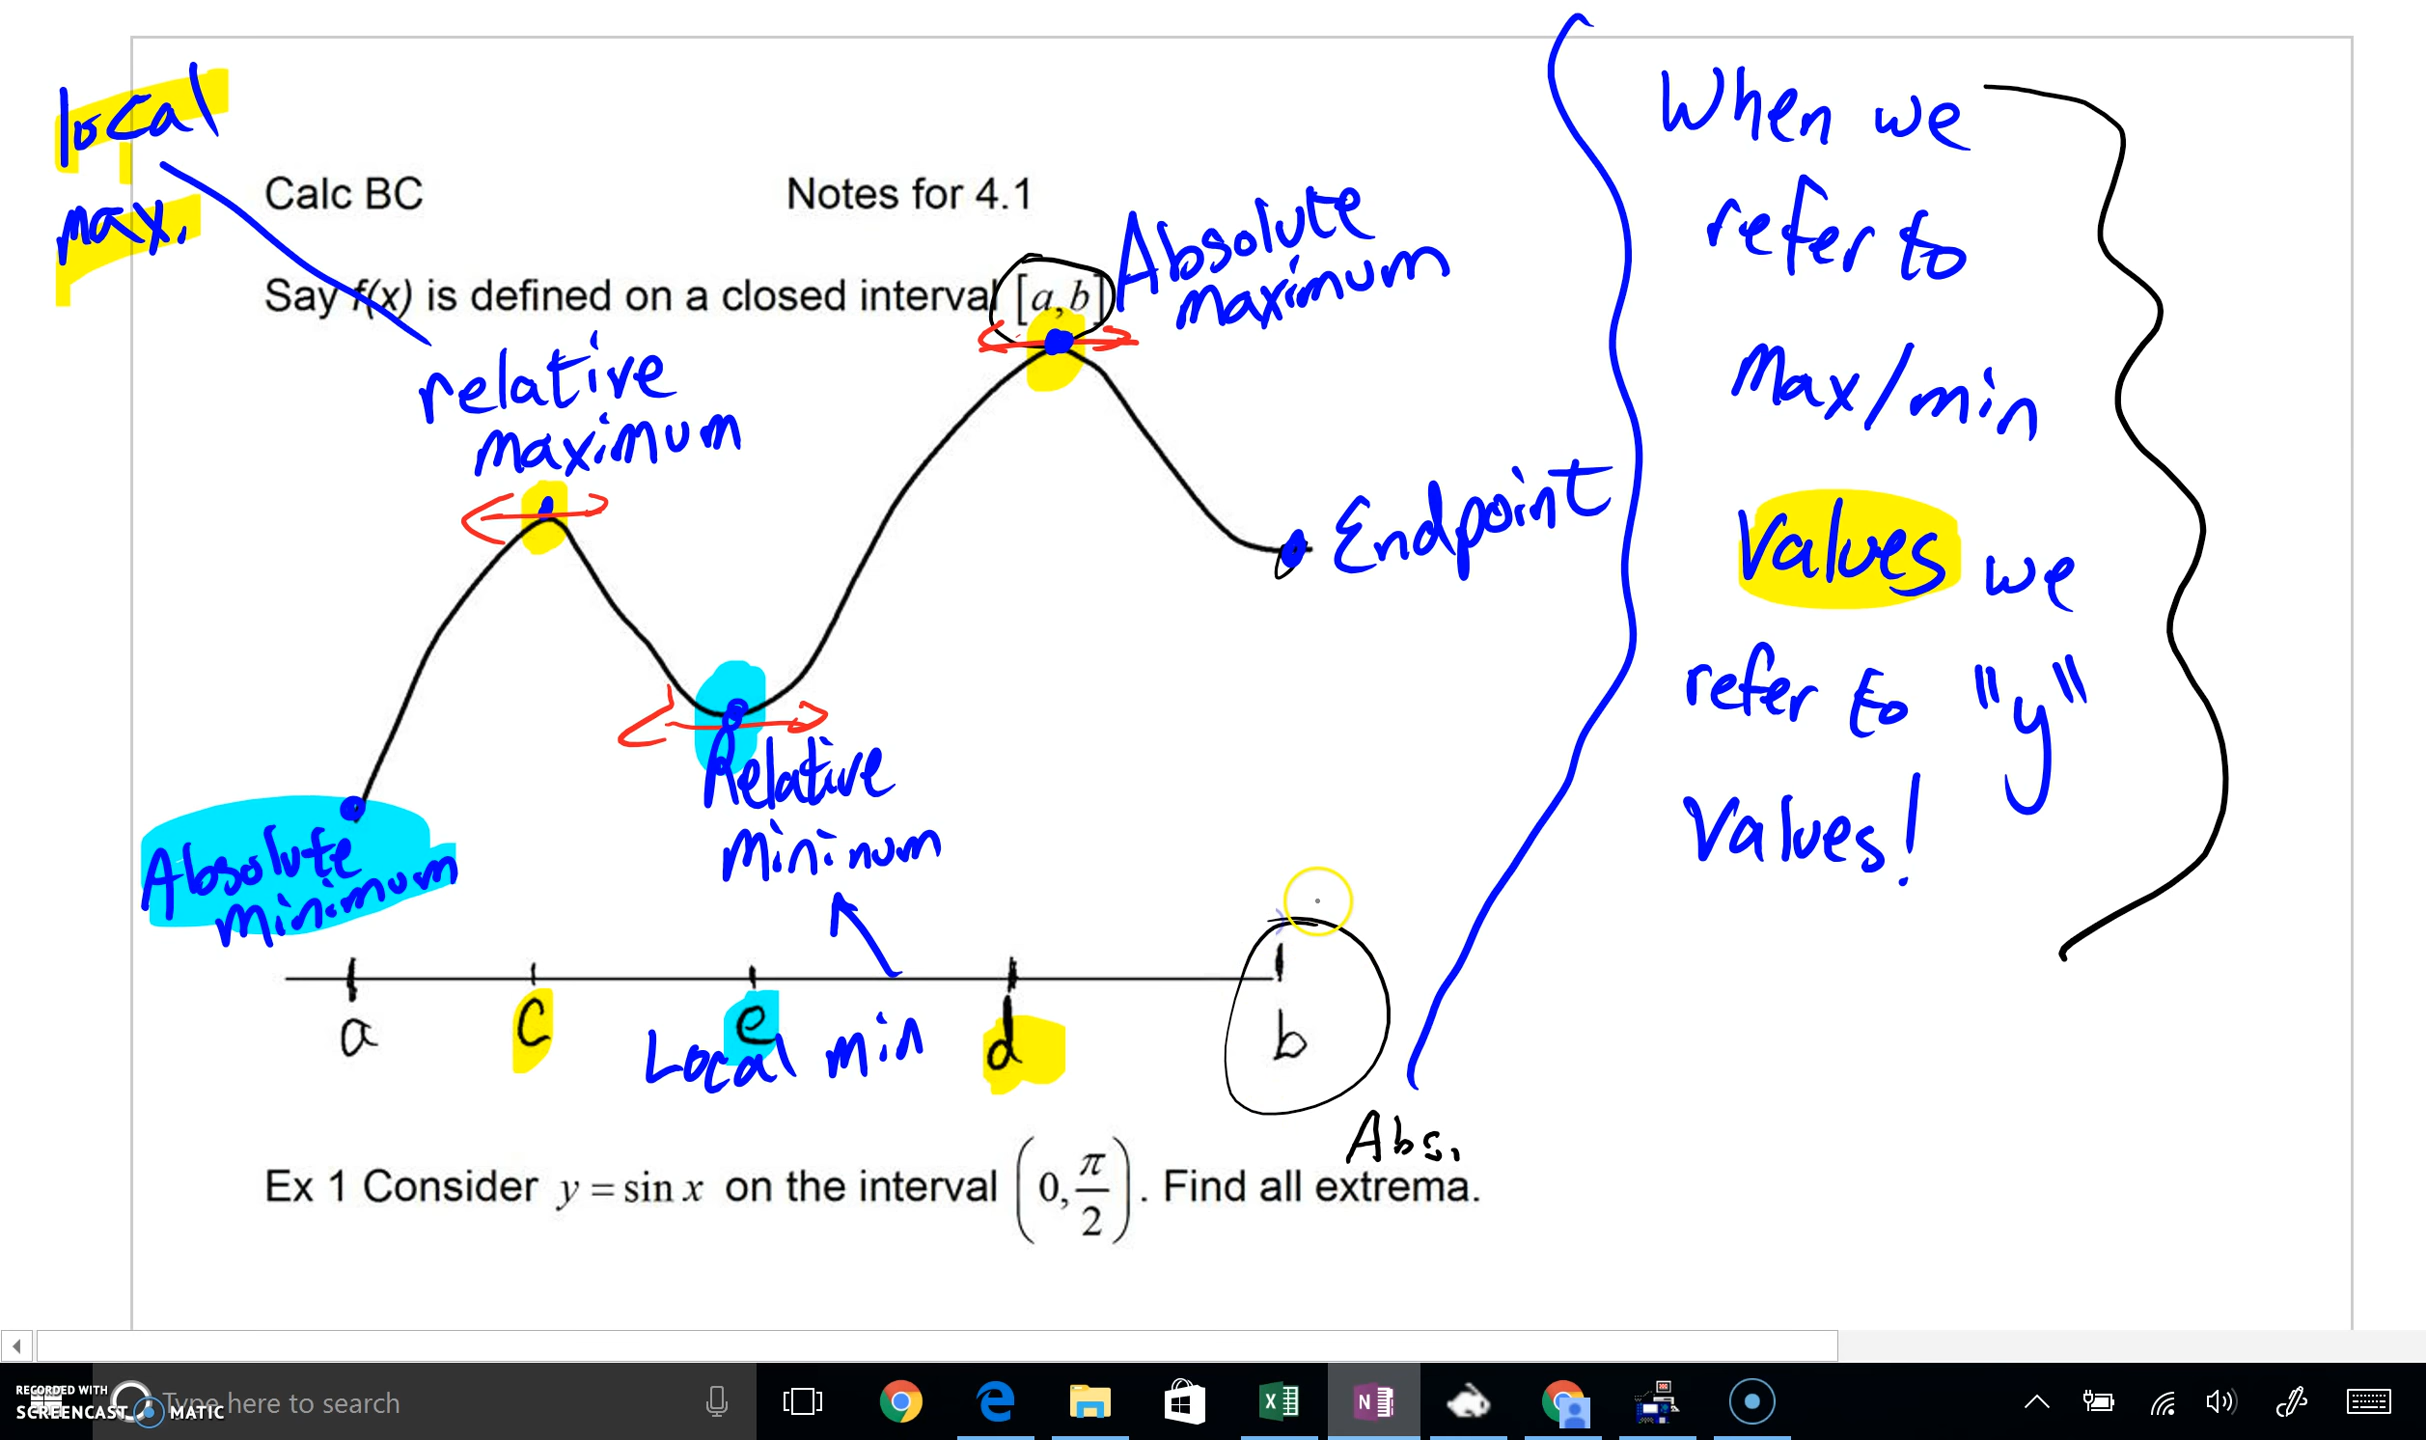 local
max.
Calc BC
Notes for 4.1
Say f(x) is defined on a closed interval [a,b]
Absolute
maximum
relative
maximum
Endpoint
Relative
mininum
Absolute
minimum
a
c
e
d
b
Local min
Abs.
Ex 1 Consider y = sin x on the interval (0, π/2). Find all extrema.
When we
refer to
Max/min
Values we
refer to "y"
Values!
RECORDED WITH
SCREENCAST MATIC
Type here to search